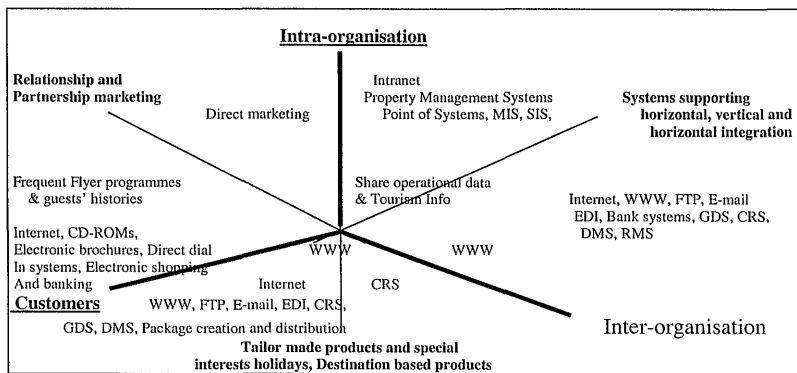 Intra-organisation
Relationship and
Partnership marketing
Direct marketing
Intranet
Property Management Systems
Point of Systems, MIS, SIS,
Systems supporting
horizontal, vertical and
horizontal integration
Frequent Flyer programmes
& guests' histories
Share operational data
& Tourism Info
Internet, WWW, FTP, E-mail
EDI, Bank systems, GDS, CRS,
DMS, RMS
Internet, CD-ROMs,
Electronic brochures, Direct dial
In systems, Electronic shopping
And banking
WWW
WWW
Internet
CRS
Customers
WWW, FTP, E-mail, EDI, CRS,
GDS, DMS, Package creation and distribution
Inter-organisation
Tailor made products and special
interests holidays, Destination based products